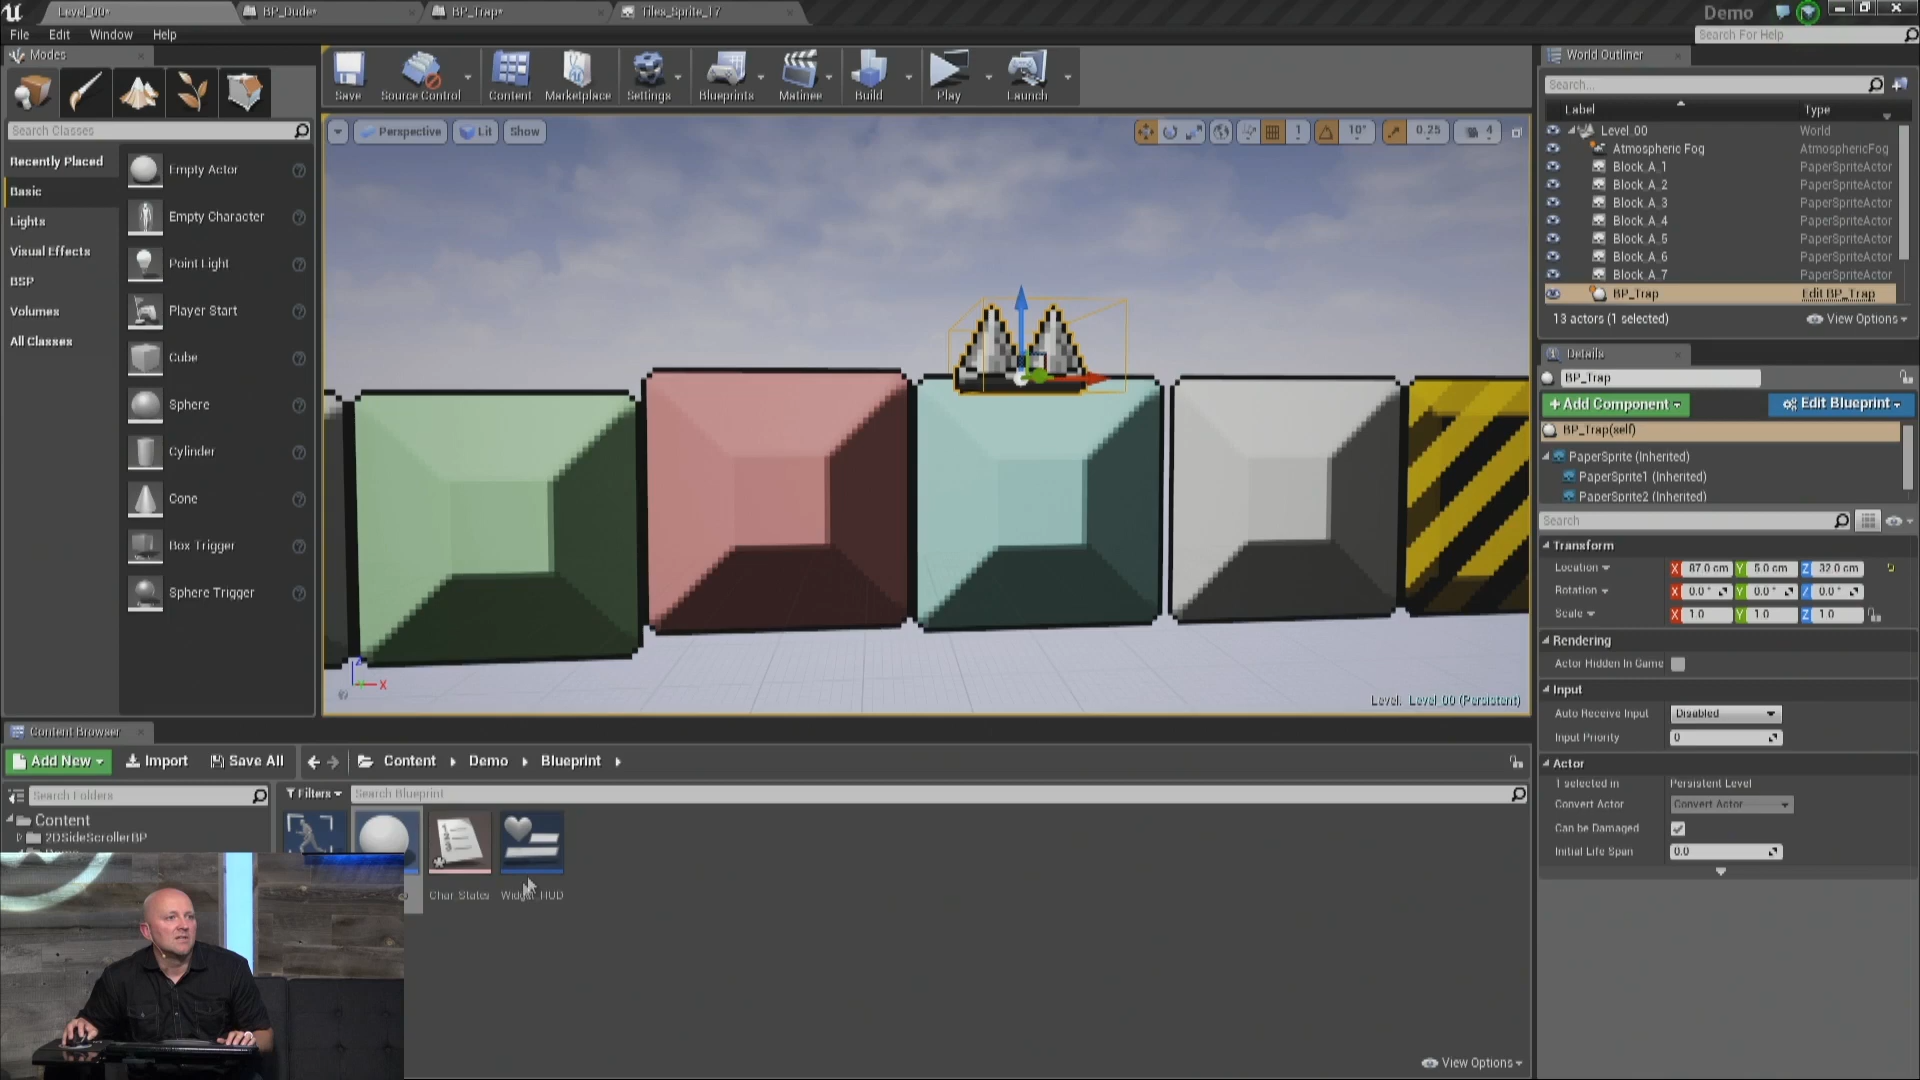 Level_00*
BP_Dude*
BP_Trap*
Tiles_Sprite_17
Demo
File
Edit
Window
Help
Search For Help
Modes
Save
Source Control
Content
Marketplace
Settings
Blueprints
Matinee
Build
Play
Launch
Search Classes
Recently Placed
Basic
Lights
Visual Effects
BSP
Volumes
All Classes
Empty Actor
Empty Character
Point Light
Player Start
Cube
Sphere
Cylinder
Cone
Box Trigger
Sphere Trigger
Perspective
Lit
Show
1
10°
0.25
4
X
Level: Level_00 (Persistent)
World Outliner
Search...
Label
Type
Level_00 World
Atmospheric Fog AtmosphericFog
Block_A_1 PaperSpriteActor
Block_A_2 PaperSpriteActor
Block_A_3 PaperSpriteActor
Block_A_4 PaperSpriteActor
Block_A_5 PaperSpriteActor
Block_A_6 PaperSpriteActor
Block_A_7 PaperSpriteActor
BP_Trap Edit BP_Trap
13 actors (1 selected)
View Options
Details
BP_Trap
+Add Component
Edit Blueprint
BP_Trap(self)
PaperSprite (Inherited)
PaperSprite1 (Inherited)
PaperSprite2 (Inherited)
Search
Transform
Location X 87.0 cm Y 5.0 cm Z 32.0 cm
Rotation X 0.0° Y 0.0° Z 0.0°
Scale X 1.0 Y 1.0 Z 1.0
Rendering
Actor Hidden In Game
Input
Auto Receive Input Disabled
Input Priority 0
Actor
1 selected in Persistent Level
Convert Actor Convert Actor
Can be Damaged
Initial Life Span 0.0
Content Browser
Add New
Import
Save All
Content
Demo
Blueprint
Search Folders
Filters
Search Blueprint
Content
2DSideScrollerBP
Char_States
Widget_HUD
View Options